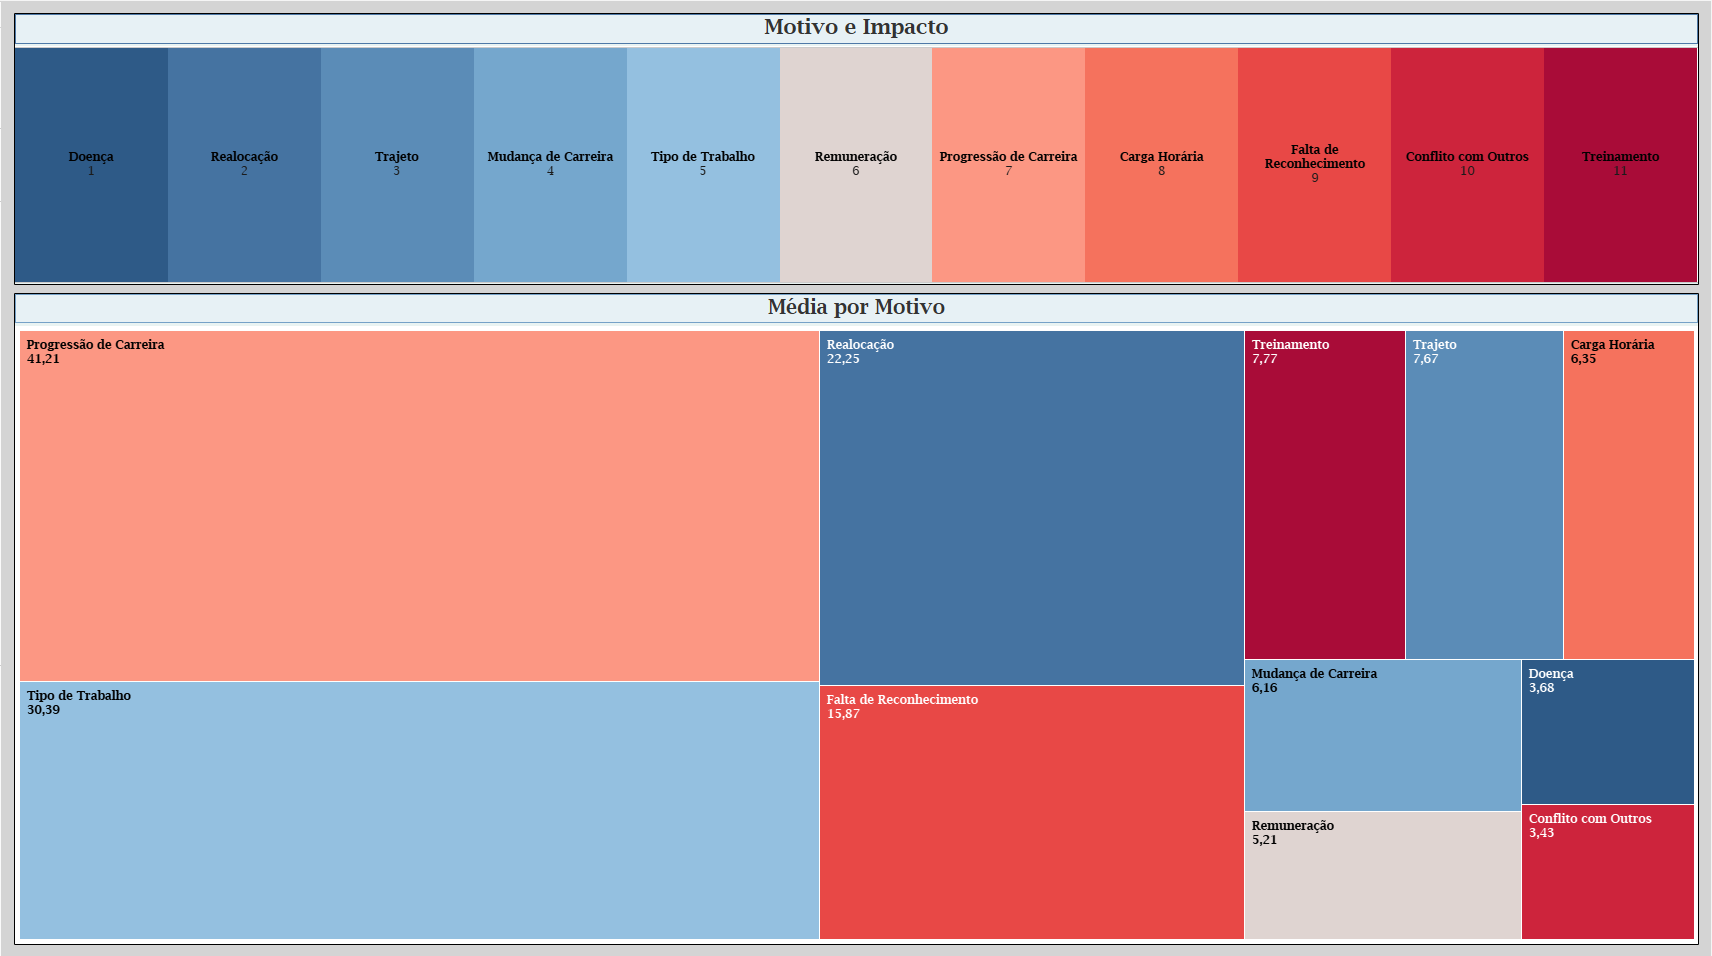 Motivo e Impacto
Doença
1
Realocação
2
Trajeto
3
Mudança de Carreira
4
Tipo de Trabalho
5
Remuneração
6
Progressão de Carreira
7
Carga Horária
8
Falta de
Reconhecimento
9
Conflito com Outros
10
Treinamento
11
Média por Motivo
Progressão de Carreira
41,21
Tipo de Trabalho
30,39
Realocação
22,25
Falta de Reconhecimento
15,87
Treinamento
7,77
Trajeto
7,67
Carga Horária
6,35
Mudança de Carreira
6,16
Remuneração
5,21
Doença
3,68
Conflito com Outros
3,43